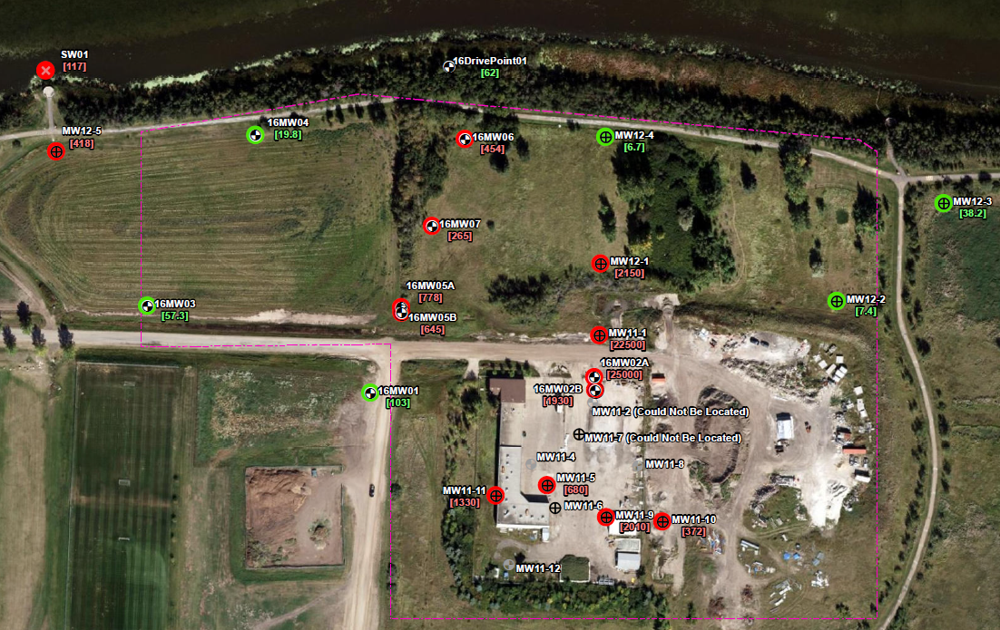 SW01
[117]
16DrivePoint01
[62]
MW12-5
[418]
16MW04
[19.8]
16MW06
[454]
MW12-4
[6.7]
MW12-3
[38.2]
16MW07
[265]
MW12-1
[2150]
16MW05A
[778]
16MW05B
[645]
16MW03
[57.3]
MW12-2
[7.4]
MW11-1
[22500]
16MW02A
[25000]
16MW02B
[1930]
16MW01
[103]
MW11-2 (Could Not Be Located)
MW11-7 (Could Not Be Located)
MW11-4
MW11-8
MW11-5
[680]
MW11-11
[1330]
MW11-6
MW11-9
[2010]
MW11-10
[372]
MW11-12